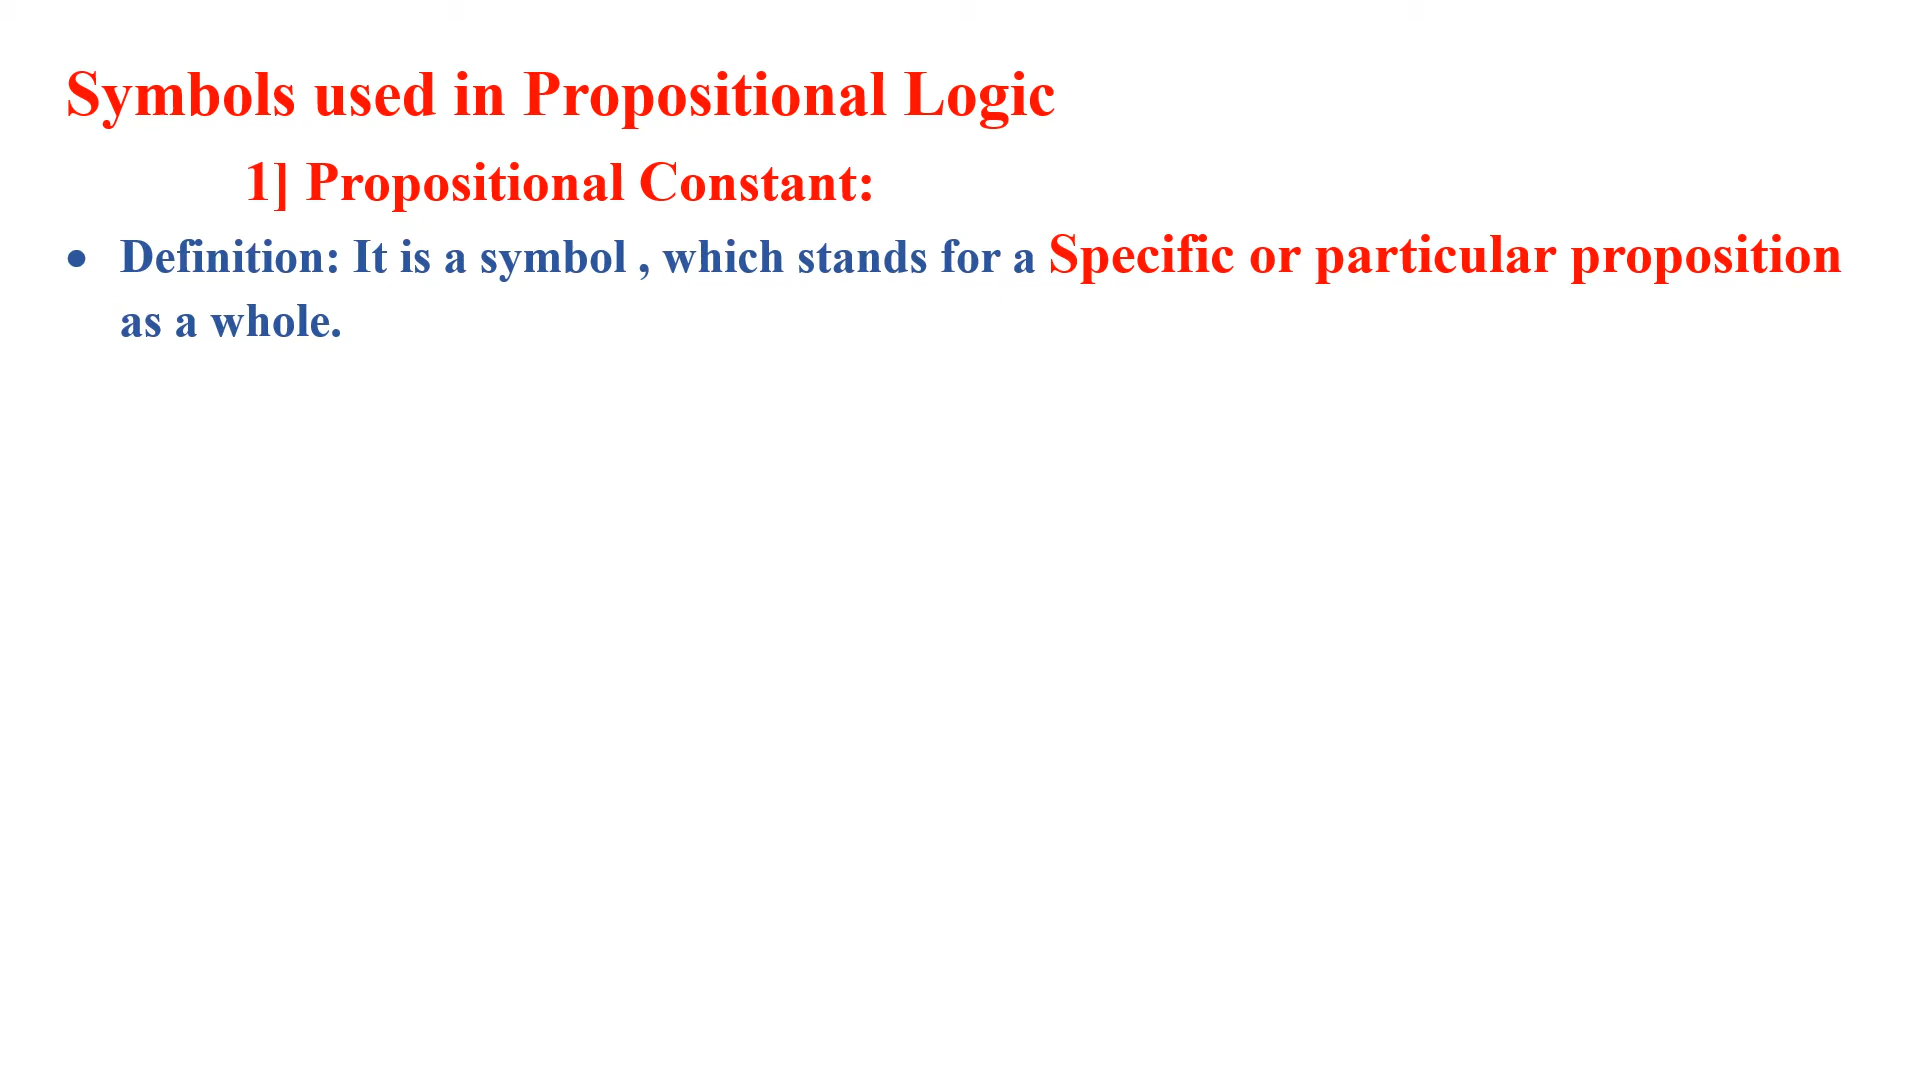 Symbols used in Propositional Logic
1] Propositional Constant:
• Definition: It is a symbol , which stands for a Specific or particular proposition
as a whole.